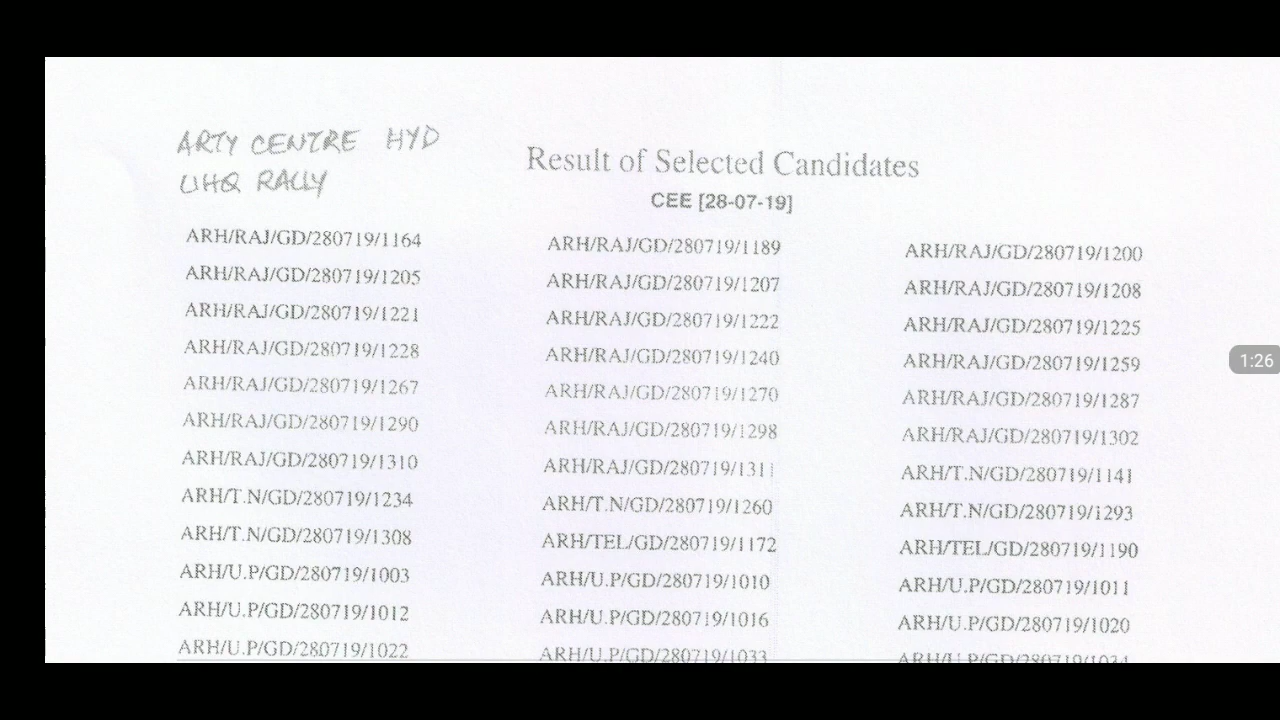 ARTY CENTRE HYD
UHQ RALLY
Result of Selected Candidates
CEE [28-07-19]
ARH/RAJ/GD/280719/1164 ARH/RAJ/GD/280719/1189 ARH/RAJ/GD/280719/1200
ARH/RAJ/GD/280719/1205 ARH/RAJ/GD/280719/1207 ARH/RAJ/GD/280719/1208
ARH/RAJ/GD/280719/1221 ARH/RAJ/GD/280719/1222 ARH/RAJ/GD/280719/1225
ARH/RAJ/GD/280719/1228 ARH/RAJ/GD/280719/1240 ARH/RAJ/GD/280719/1259
ARH/RAJ/GD/280719/1267 ARH/RAJ/GD/280719/1270 ARH/RAJ/GD/280719/1287
ARH/RAJ/GD/280719/1290 ARH/RAJ/GD/280719/1298 ARH/RAJ/GD/280719/1302
ARH/RAJ/GD/280719/1310 ARH/RAJ/GD/280719/1311 ARH/T.N/GD/280719/1141
ARH/T.N/GD/280719/1234 ARH/T.N/GD/280719/1260 ARH/T.N/GD/280719/1293
ARH/T.N/GD/280719/1308 ARH/TEL/GD/280719/1172 ARH/TEL/GD/280719/1190
ARH/U.P/GD/280719/1003 ARH/U.P/GD/280719/1010 ARH/U.P/GD/280719/1011
ARH/U.P/GD/280719/1012 ARH/U.P/GD/280719/1016 ARH/U.P/GD/280719/1020
ARH/U.P/GD/280719/1022 ARH/U.P/GD/280719/1033 ARH/U.P/GD/280719/1034
1:26